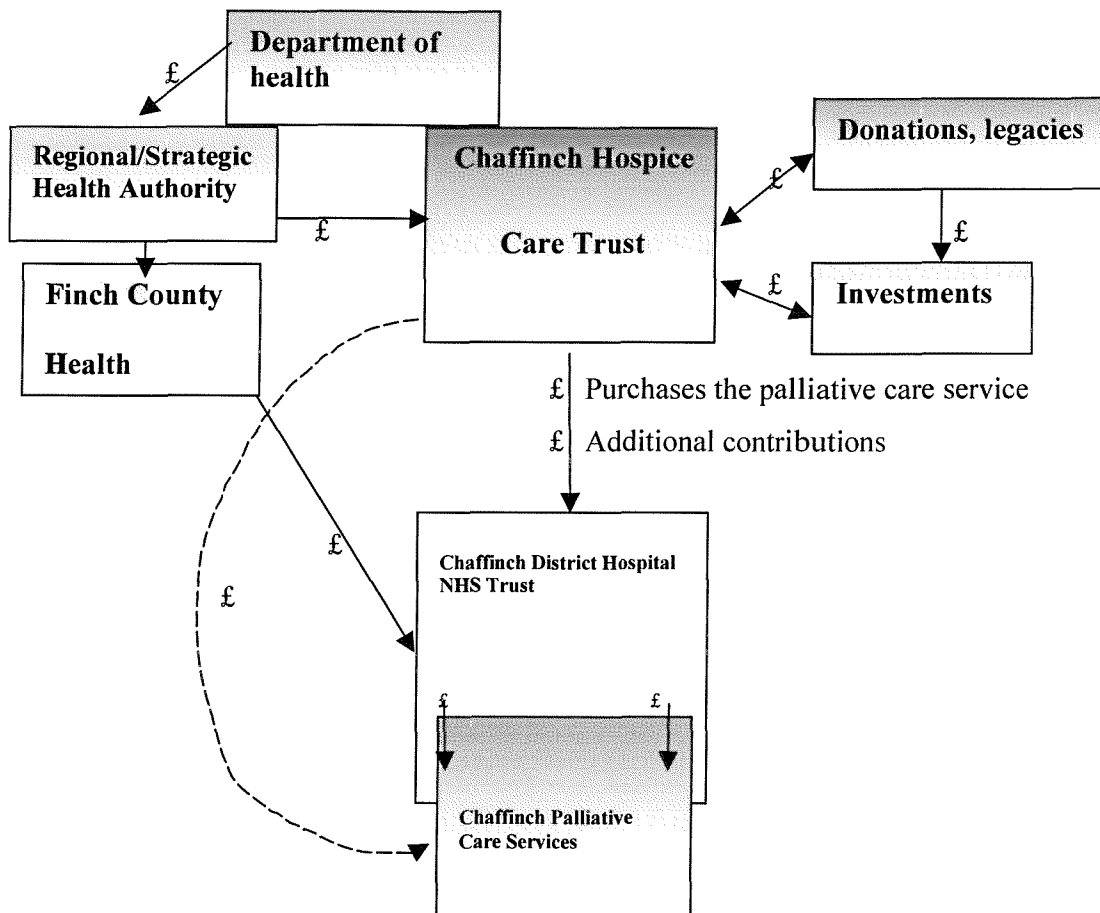 Department of
health
£
Regional/Strategic
Health Authority
£
Chaffinch Hospice
Care Trust
£
Donations, legacies
£
£
Investments
Finch County
Health
£ Purchases the palliative care service
£ Additional contributions
£
£
Chaffinch District Hospital
NHS Trust
£
£
Chaffinch Palliative
Care Services